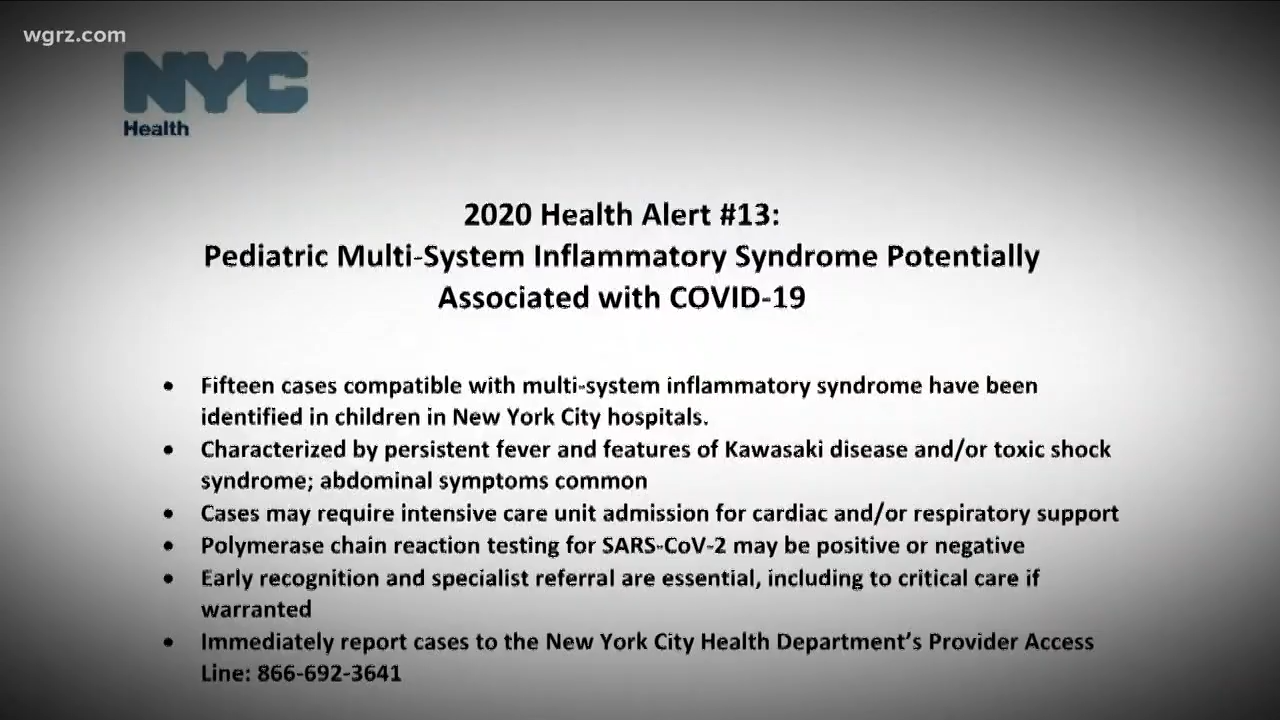 wgrz.com
NYC
Health
2020 Health Alert #13:
Pediatric Multi-System Inflammatory Syndrome Potentially
Associated with COVID-19
• Fifteen cases compatible with multi-system inflammatory syndrome have been
identified in children in New York City hospitals.
• Characterized by persistent fever and features of Kawasaki disease and/or toxic shock
syndrome; abdominal symptoms common
• Cases may require intensive care unit admission for cardiac and/or respiratory support
• Polymerase chain reaction testing for SARS-CoV-2 may be positive or negative
• Early recognition and specialist referral are essential, including to critical care if
warranted
• Immediately report cases to the New York City Health Department’s Provider Access
Line: 866-692-3641